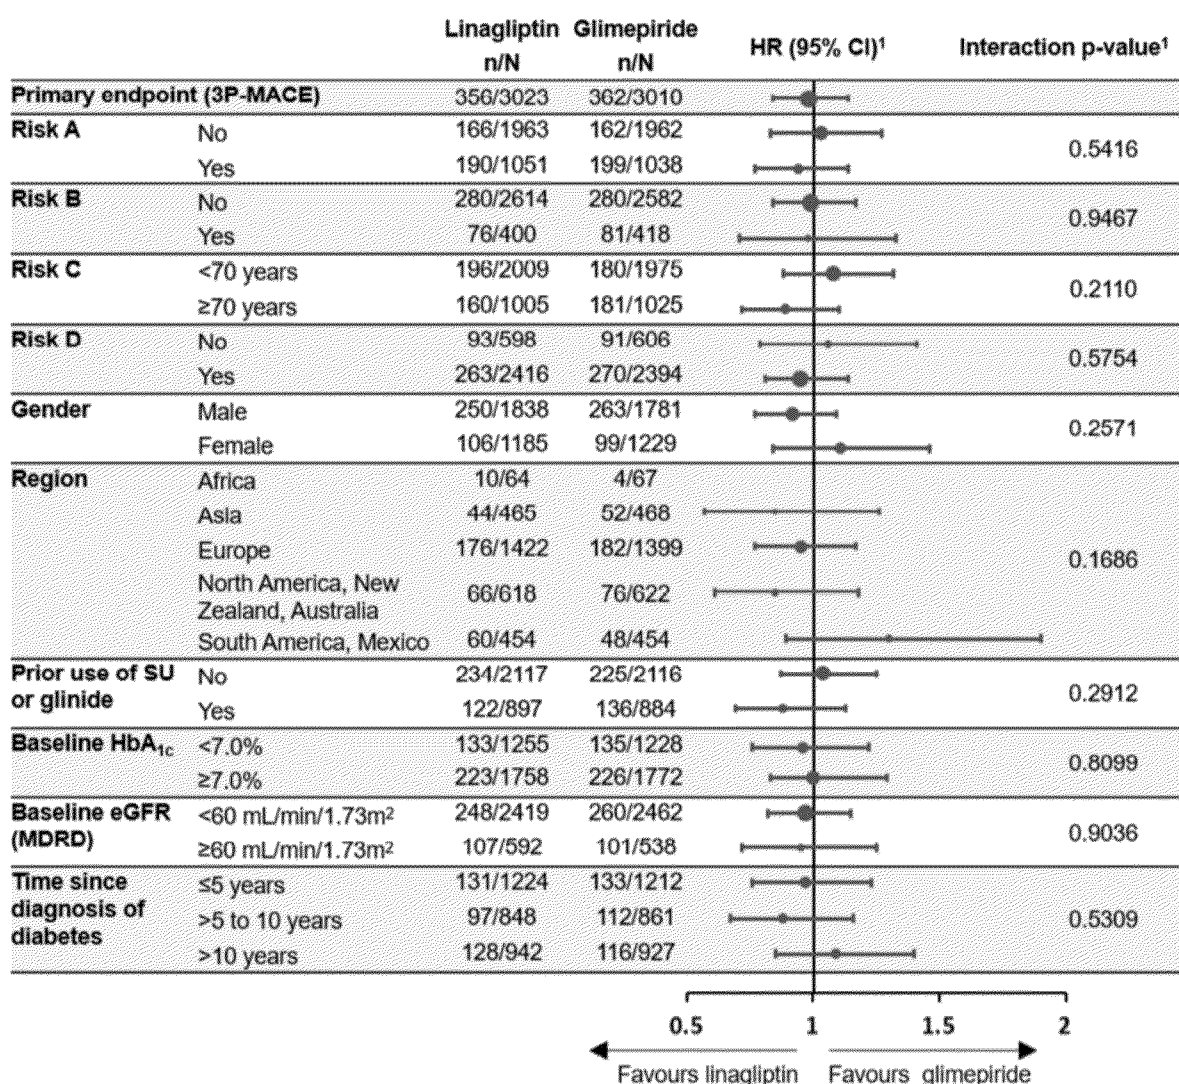 Linagliptin Glimepiride
n/N n/N HR (95% CI)¹ Interaction p-value¹
Primary endpoint (3P-MACE) 356/3023 362/3010
Risk A No 166/1963 162/1962
0.5416
Yes 190/1051 199/1038
Risk B No 280/2614 280/2582
0.9467
Yes 76/400 81/418
Risk C <70 years 196/2009 180/1975
0.2110
≥70 years 160/1005 181/1025
Risk D No 93/598 91/606
0.5754
Yes 263/2416 270/2394
Gender Male 250/1838 263/1781
0.2571
Female 106/1185 99/1229
Region Africa 10/64 4/67
Asia 44/465 52/468
Europe 176/1422 182/1399
0.1686
North America, New
Zealand, Australia 66/618 76/622
South America, Mexico 60/454 48/454
Prior use of SU No 234/2117 225/2116
0.2912
or glinide Yes 122/897 136/884
Baseline HbA₁c <7.0% 133/1255 135/1228
0.8099
≥7.0% 223/1758 226/1772
Baseline eGFR <60 mL/min/1.73m² 248/2419 260/2462
0.9036
(MDRD) ≥60 mL/min/1.73m² 107/592 101/538
Time since ≤5 years 131/1224 133/1212
diagnosis of >5 to 10 years 97/848 112/861 0.5309
diabetes >10 years 128/942 116/927
0.5 1 1.5 2
Favours linagliptin Favours glimepiride